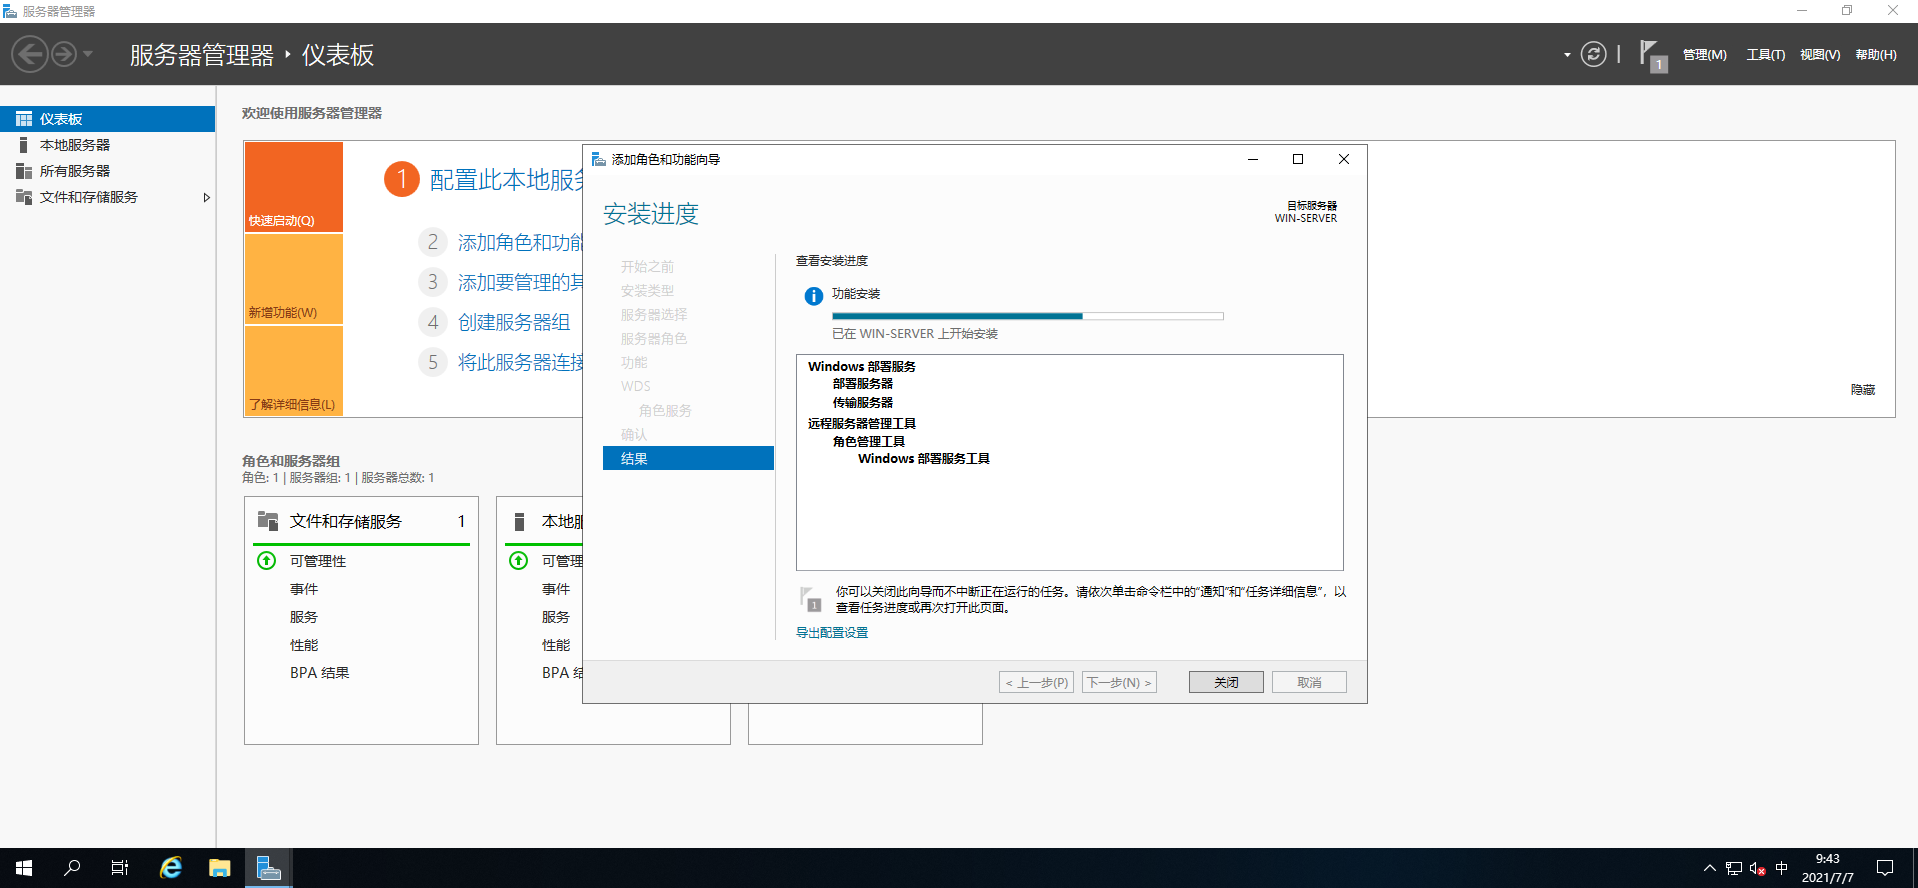 服务器管理器
服务器管理器 · 仪表板
管理(M) 工具(T) 视图(V) 帮助(H)
1
仪表板
本地服务器
所有服务器
文件和存储服务
欢迎使用服务器管理器
快速启动(Q)
新增功能(W)
了解详细信息(L)
1 配置此本地服务
2 添加角色和功能
3 添加要管理的其
4 创建服务器组
5 将此服务器连接
隐藏
角色和服务器组
角色: 1 | 服务器组: 1 | 服务器总数: 1
文件和存储服务 1
可管理性
事件
服务
性能
BPA 结果
本地服
可管理
事件
服务
性能
BPA 结
添加角色和功能向导
安装进度
目标服务器
WIN-SERVER
开始之前
安装类型
服务器选择
服务器角色
功能
WDS
角色服务
确认
结果
查看安装进度
功能安装
已在 WIN-SERVER 上开始安装
Windows 部署服务
部署服务器
传输服务器
远程服务器管理工具
角色管理工具
Windows 部署服务工具
1
你可以关闭此向导而不中断正在运行的任务。请依次单击命令栏中的“通知”和“任务详细信息”，以
查看任务进度或再次打开此页面。
导出配置设置
< 上一步(P) 下一步(N) > 关闭 取消
中
9:43
2021/7/7